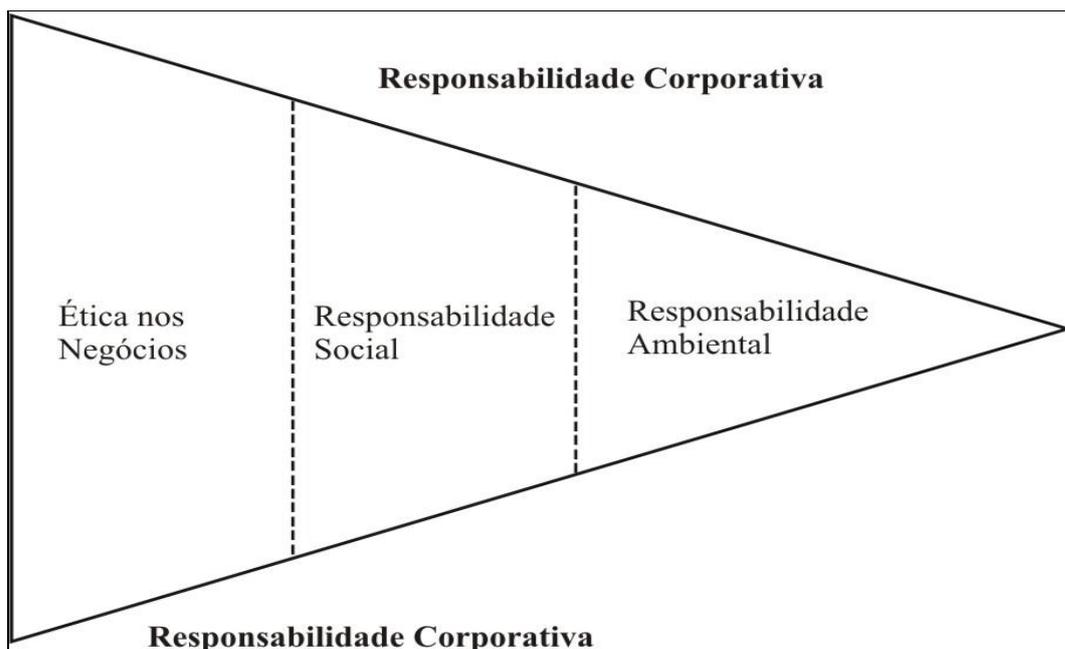 Responsabilidade Corporativa
Ética nos
Negócios
Responsabilidade
Social
Responsabilidade
Ambiental
Responsabilidade Corporativa